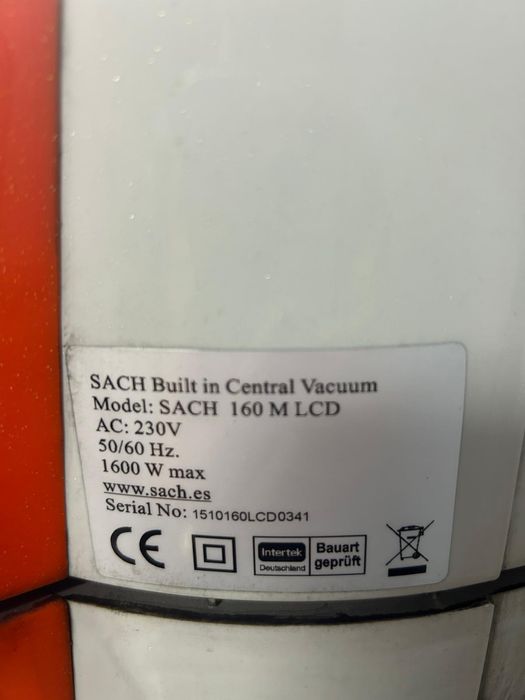 SACH Built in Central Vacuum
Model: SACH 160 M LCD
AC: 230V
50/60 Hz.
1600 W max
www.sach.es
Serial No: 1510160LCD0341
CE
Intertek
Deutschland
Bauart
geprüft